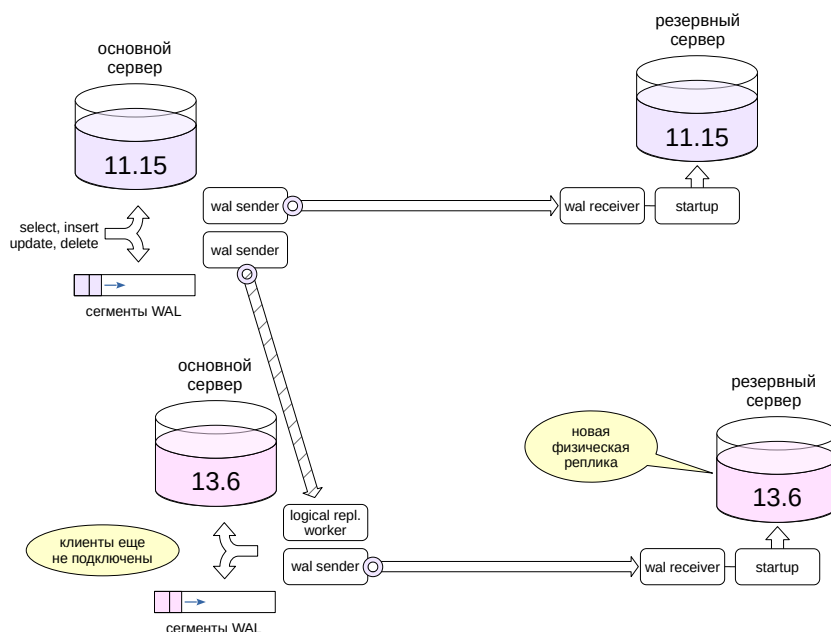 основной
сервер
11.15
резервный
сервер
11.15
wal sender
wal receiver
startup
select, insert
update, delete
wal sender
сегменты WAL
основной
сервер
13.6
резервный
сервер
13.6
новая
физическая
реплика
logical repl.
worker
клиенты еще
не подключены
wal sender
wal receiver
startup
сегменты WAL